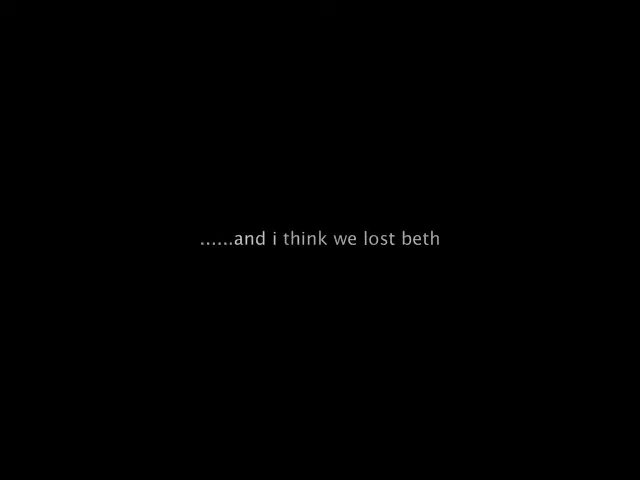 ......and i think we lost beth